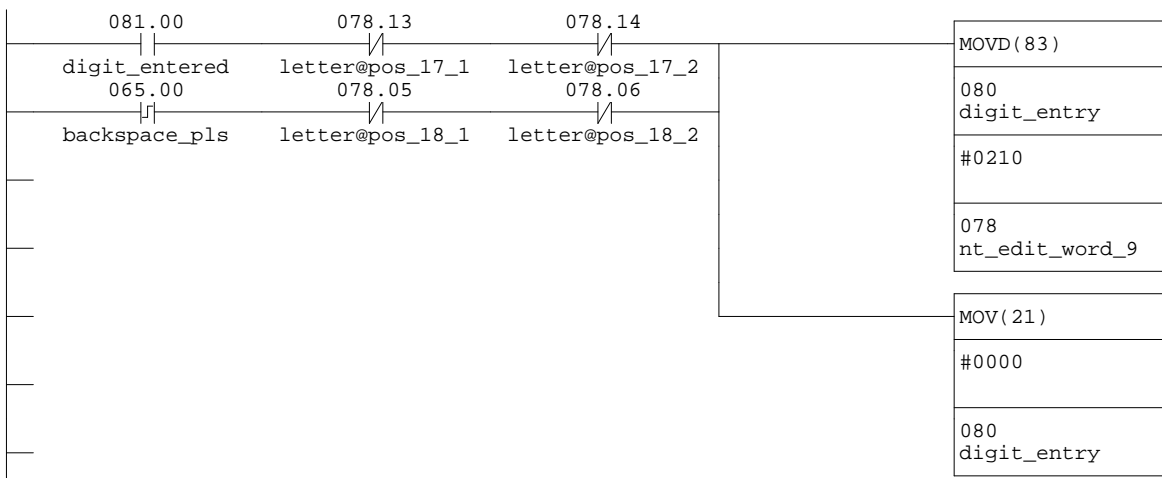 081.00 078.13 078.14
digit_entered letter@pos_17_1 letter@pos_17_2
065.00 078.05 078.06
backspace_pls letter@pos_18_1 letter@pos_18_2
MOVD(83)
080
digit_entry
#0210
078
nt_edit_word_9
MOV(21)
#0000
080
digit_entry